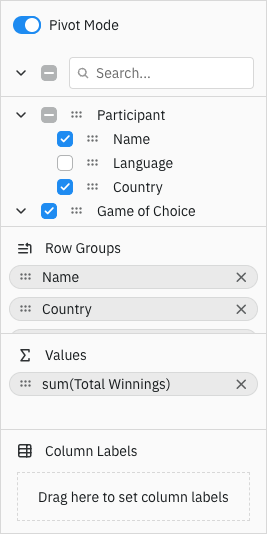 Pivot Mode
Search...
Participant
Name
Language
Country
Game of Choice
Row Groups
Name
Country
Values
sum(Total Winnings)
Column Labels
Drag here to set column labels